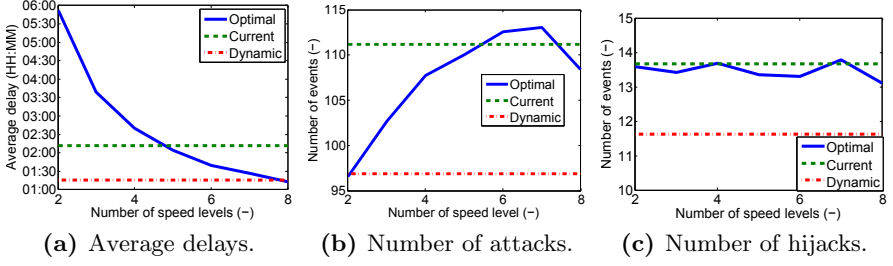 06:00
05:30
05:00
04:30
04:00
03:30
03:00
02:30
02:00
01:30
01:00
Average delay (HH:MM)
2 4 6 8
Number of speed levels (−)
Optimal
Current
Dynamic
(a) Average delays.
115
110
105
100
95
Number of events (−)
2 4 6 8
Number of speed level (−)
Optimal
Current
Dynamic
(b) Number of attacks.
15
14
13
12
11
10
Number of events (−)
2 4 6 8
Number of speed levels (−)
Optimal
Current
Dynamic
(c) Number of hijacks.